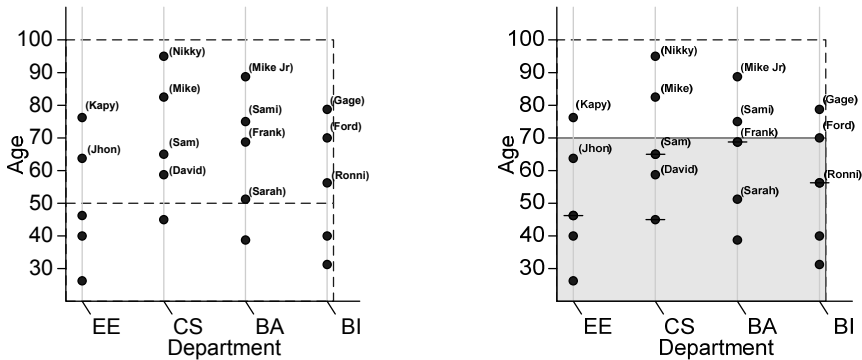 100
90
80
70
60
50
40
30
Age
(Nikky)
(Mike Jr)
(Mike)
(Gage)
(Kapy)
(Sami)
(Ford)
(Frank)
(Sam)
(Jhon)
(David)
(Ronni)
(Sarah)
EE CS BA BI
Department
100
90
80
70
60
50
40
30
Age
(Nikky)
(Mike Jr)
(Mike)
(Gage)
(Kapy)
(Sami)
(Ford)
(Frank)
(Sam)
(Jhon)
(David)
(Ronni)
(Sarah)
EE CS BA BI
Department